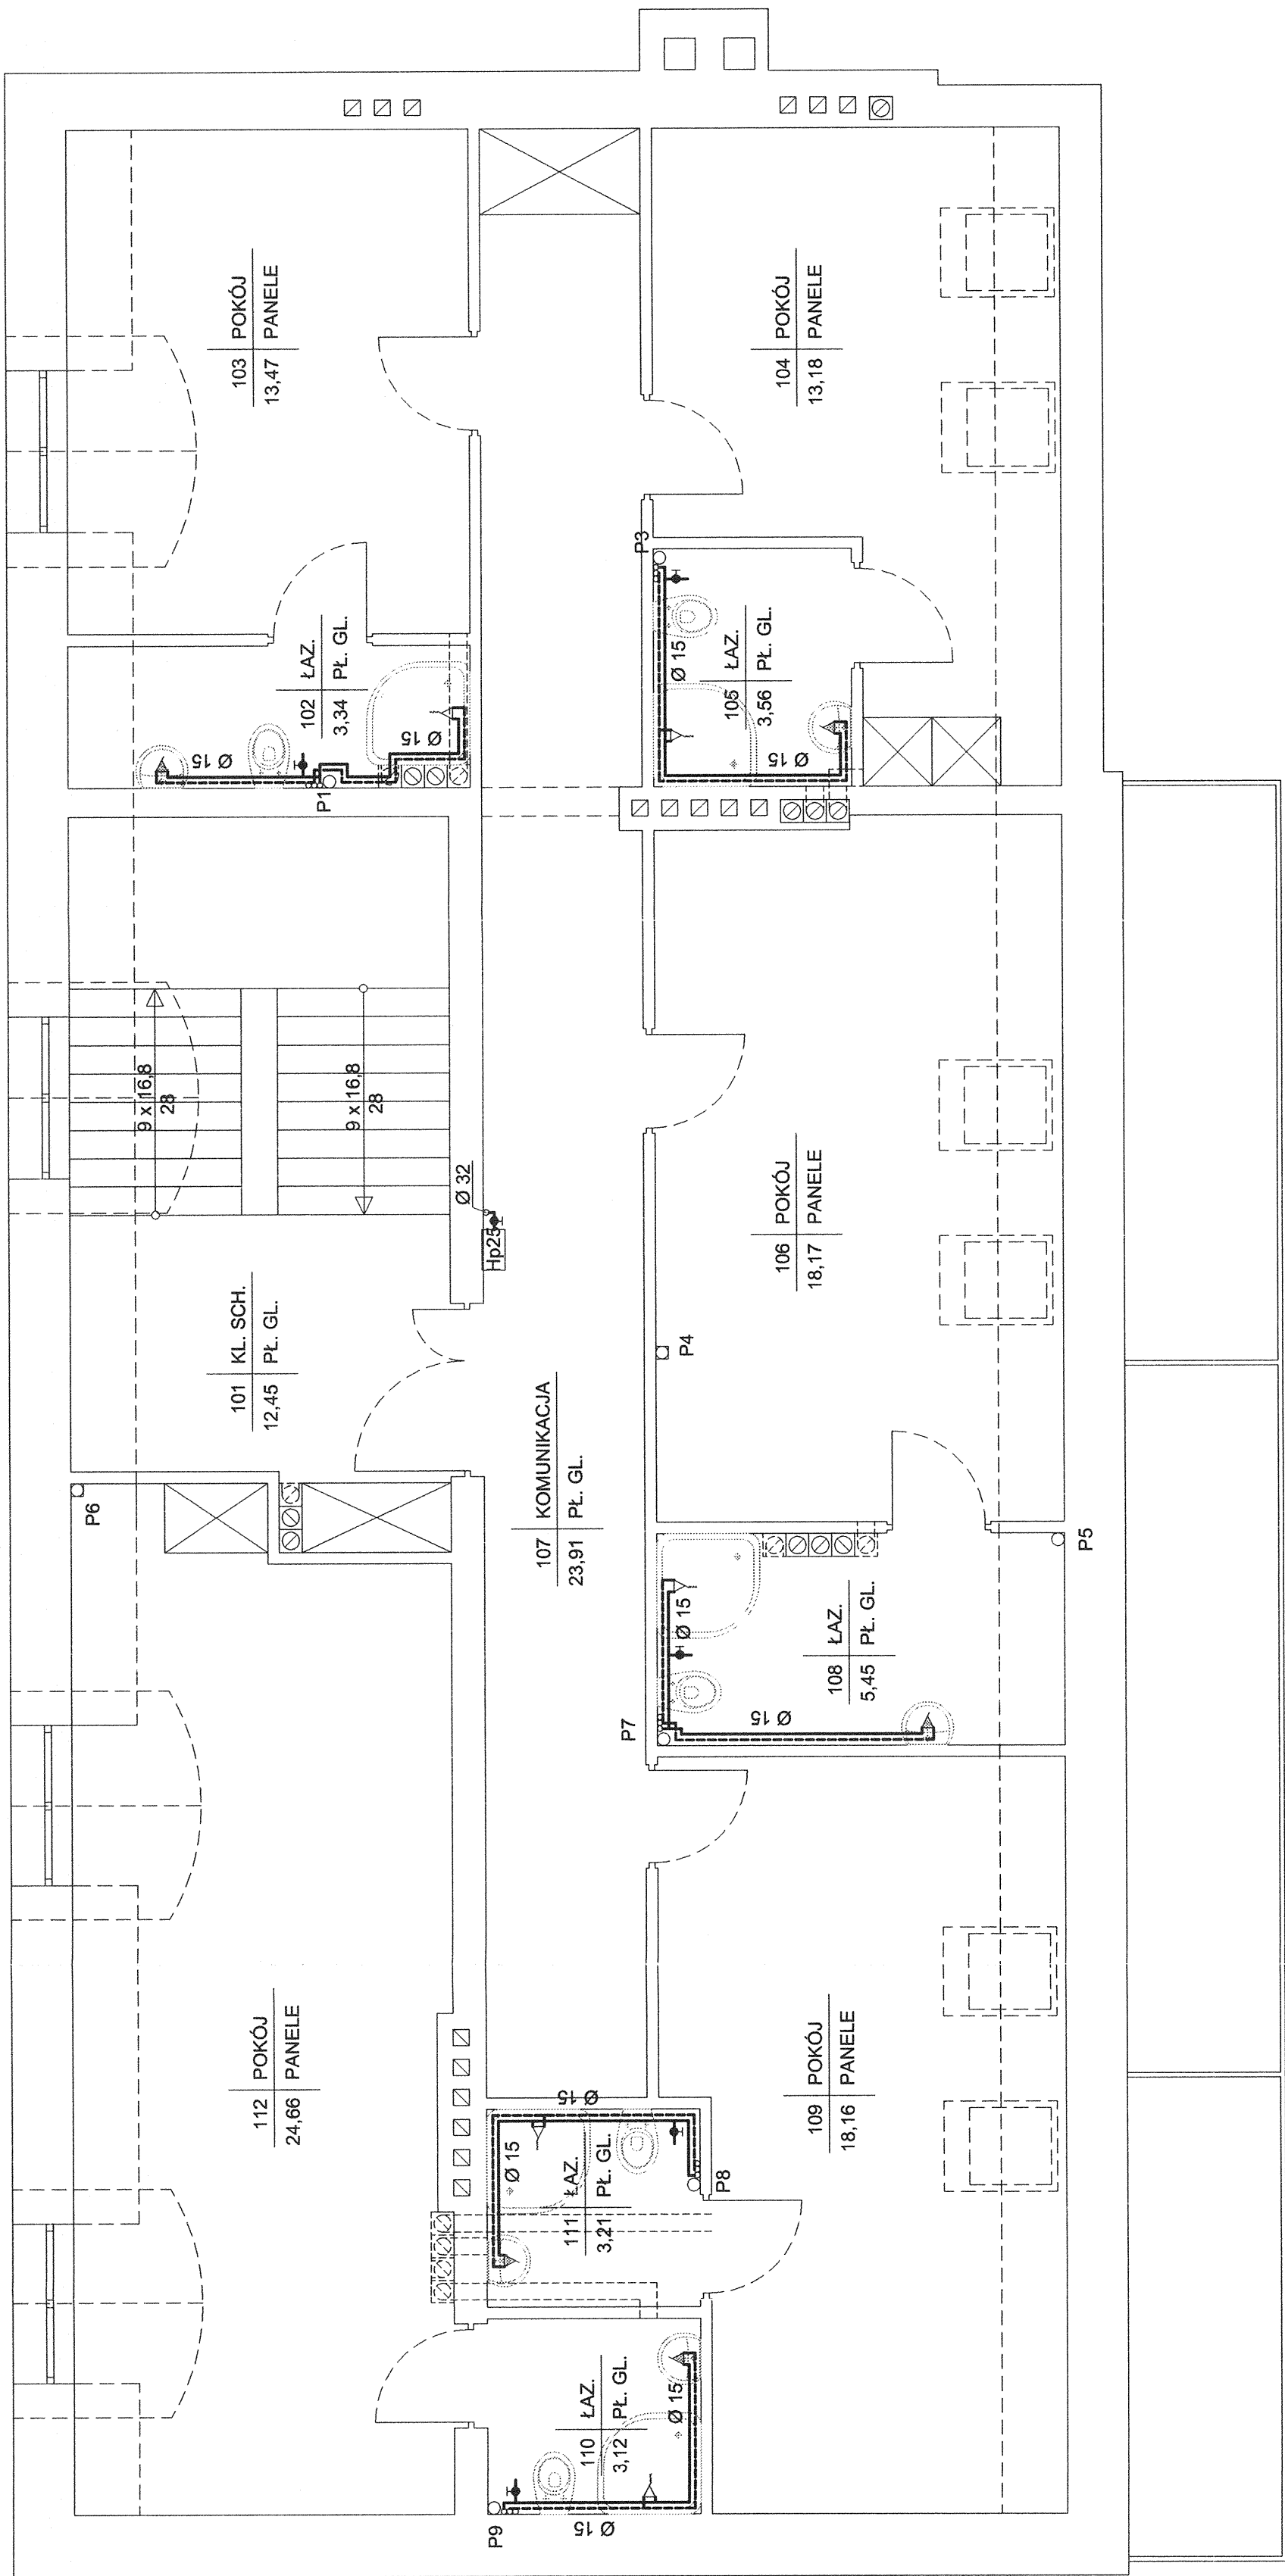 103 POKÓJ
13,47 PANELE
104 POKÓJ
13,18 PANELE
102 ŁAZ.
3,34 PŁ. GL.
Ø 15
Ø 15
P1
P3
105 ŁAZ.
3,56 PŁ. GL.
Ø 15
Ø 15
9 x 16,8
28
9 x 16,8
28
Ø 32
Hp25
101 KL. SCH.
12,45 PŁ. GL.
106 POKÓJ
18,17 PANELE
P4
P6
107 KOMUNIKACJA
23,91 PŁ. GL.
P5
108 ŁAZ.
5,45 PŁ. GL.
Ø 15
Ø 15
P7
112 POKÓJ
24,66 PANELE
109 POKÓJ
18,16 PANELE
111 ŁAZ.
3,21 PŁ. GL.
Ø 15
Ø 15
P8
110 ŁAZ.
3,12 PŁ. GL.
Ø 15
Ø 15
P9